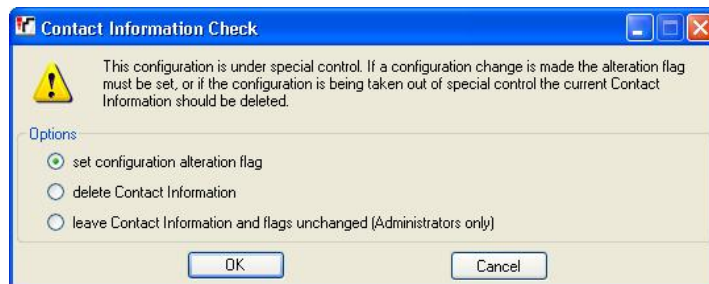 Contact Information Check
This configuration is under special control. If a configuration change is made the alteration flag
must be set, or if the configuration is being taken out of special control the current Contact
Information should be deleted.
Options
set configuration alteration flag
delete Contact Information
leave Contact Information and flags unchanged (Administrators only)
OK Cancel